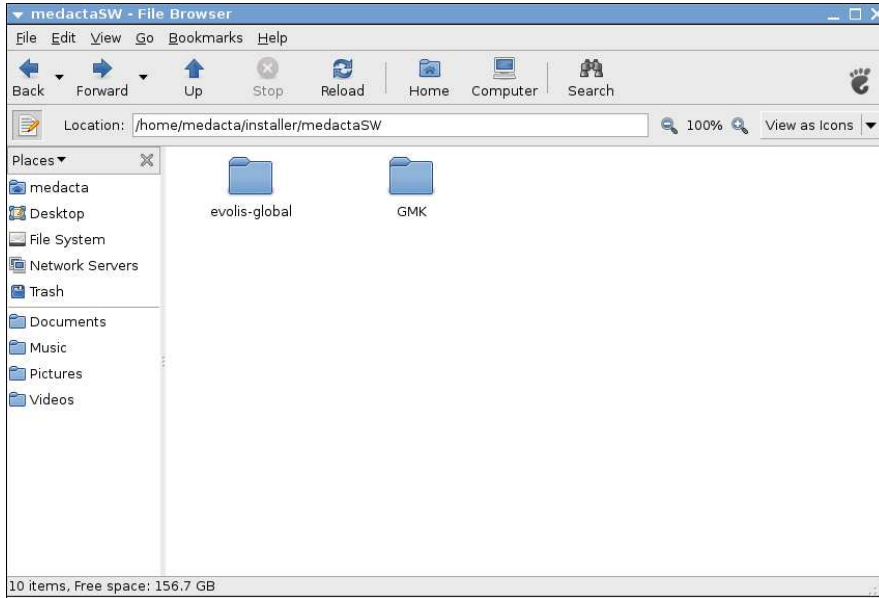 medactaSW - File Browser
File Edit View Go Bookmarks Help
Back Forward Up Stop Reload Home Computer Search
Location: /home/medacta/installer/medactaSW 100% View as Icons
Places
medacta
Desktop
File System
Network Servers
Trash
Documents
Music
Pictures
Videos
evolis-global GMK
10 items, Free space: 156.7 GB